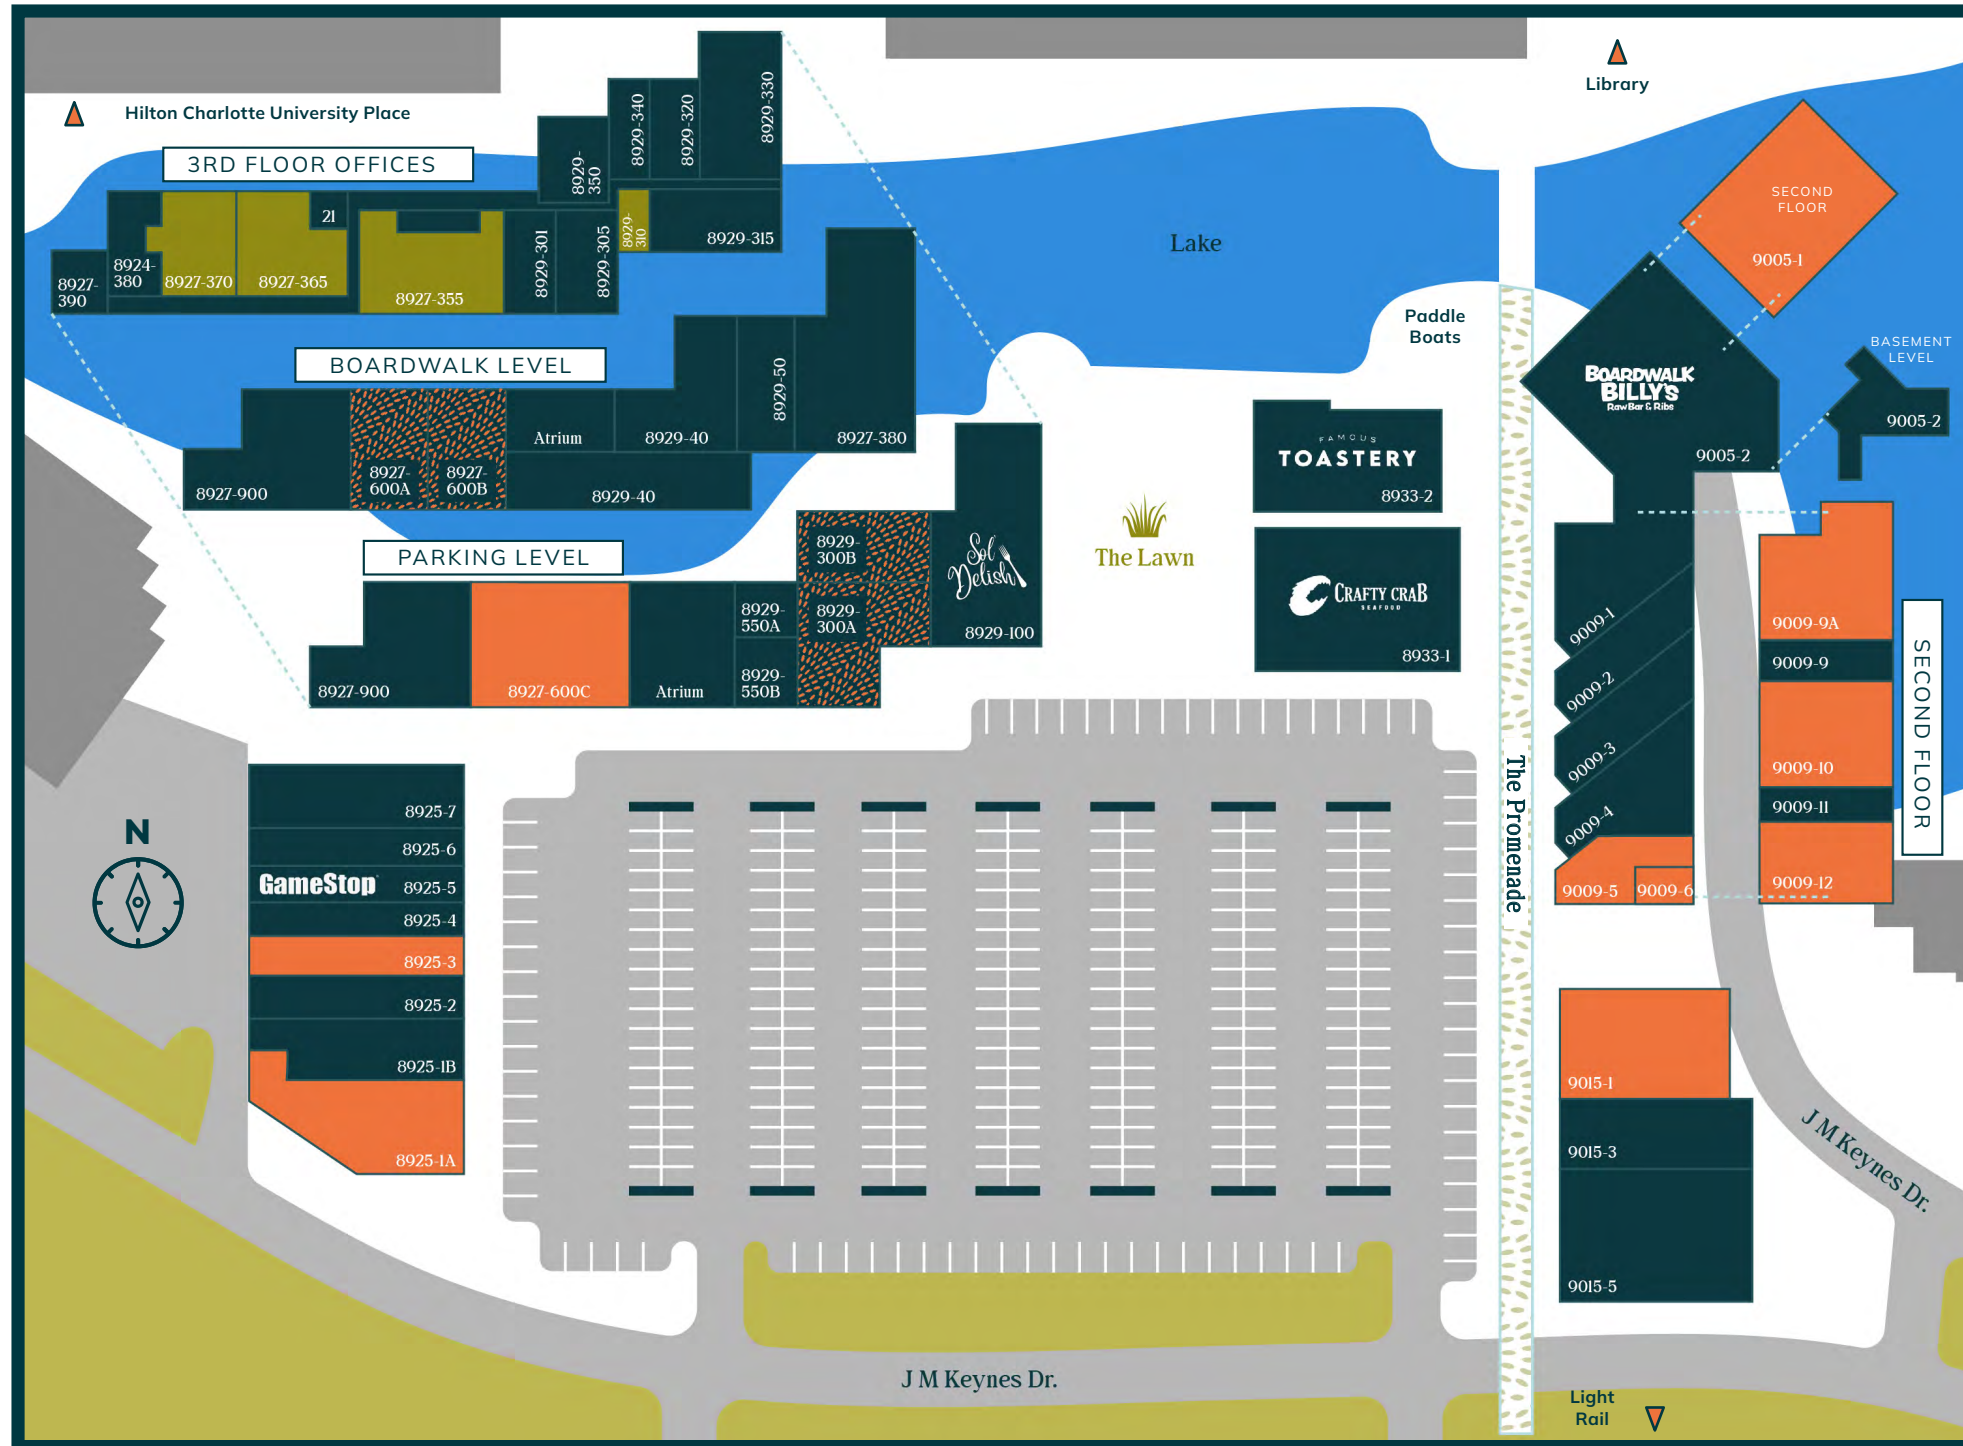 Hilton Charlotte University Place
Library
3RD FLOOR OFFICES
8929-330
8929-340
8929-320
8929-
350
8929-
310
8929-315
21
8924-
380
8927-
390
8927-370
8927-365
8927-355
8929-301
8929-305
Lake
SECOND
FLOOR
9005-1
Paddle
Boats
BASEMENT
LEVEL
9005-2
BOARDWALK
BILLY'S
Raw Bar & Ribs
9005-2
BOARDWALK LEVEL
8929-50
8927-900
8927-
600A
8927-
600B
Atrium
8929-40
8927-380
8929-40
FAMOUS
TOASTERY
8933-2
The Lawn
CRAFTY CRAB
SEAFOOD
8933-1
PARKING LEVEL
8929-
300B
8929-
300A
Sol
Delish
8929-100
8929-
550A
8929-
550B
8927-900
8927-600C
Atrium
9009-1
9009-2
9009-3
9009-4
9009-5
9009-6
9009-9A
9009-9
9009-10
9009-11
9009-12
SECOND FLOOR
The Promenade
N
8925-7
8925-6
GameStop
8925-5
8925-4
8925-3
8925-2
8925-1B
8925-1A
9015-1
9015-3
9015-5
J M Keynes Dr.
J M Keynes Dr.
Light
Rail